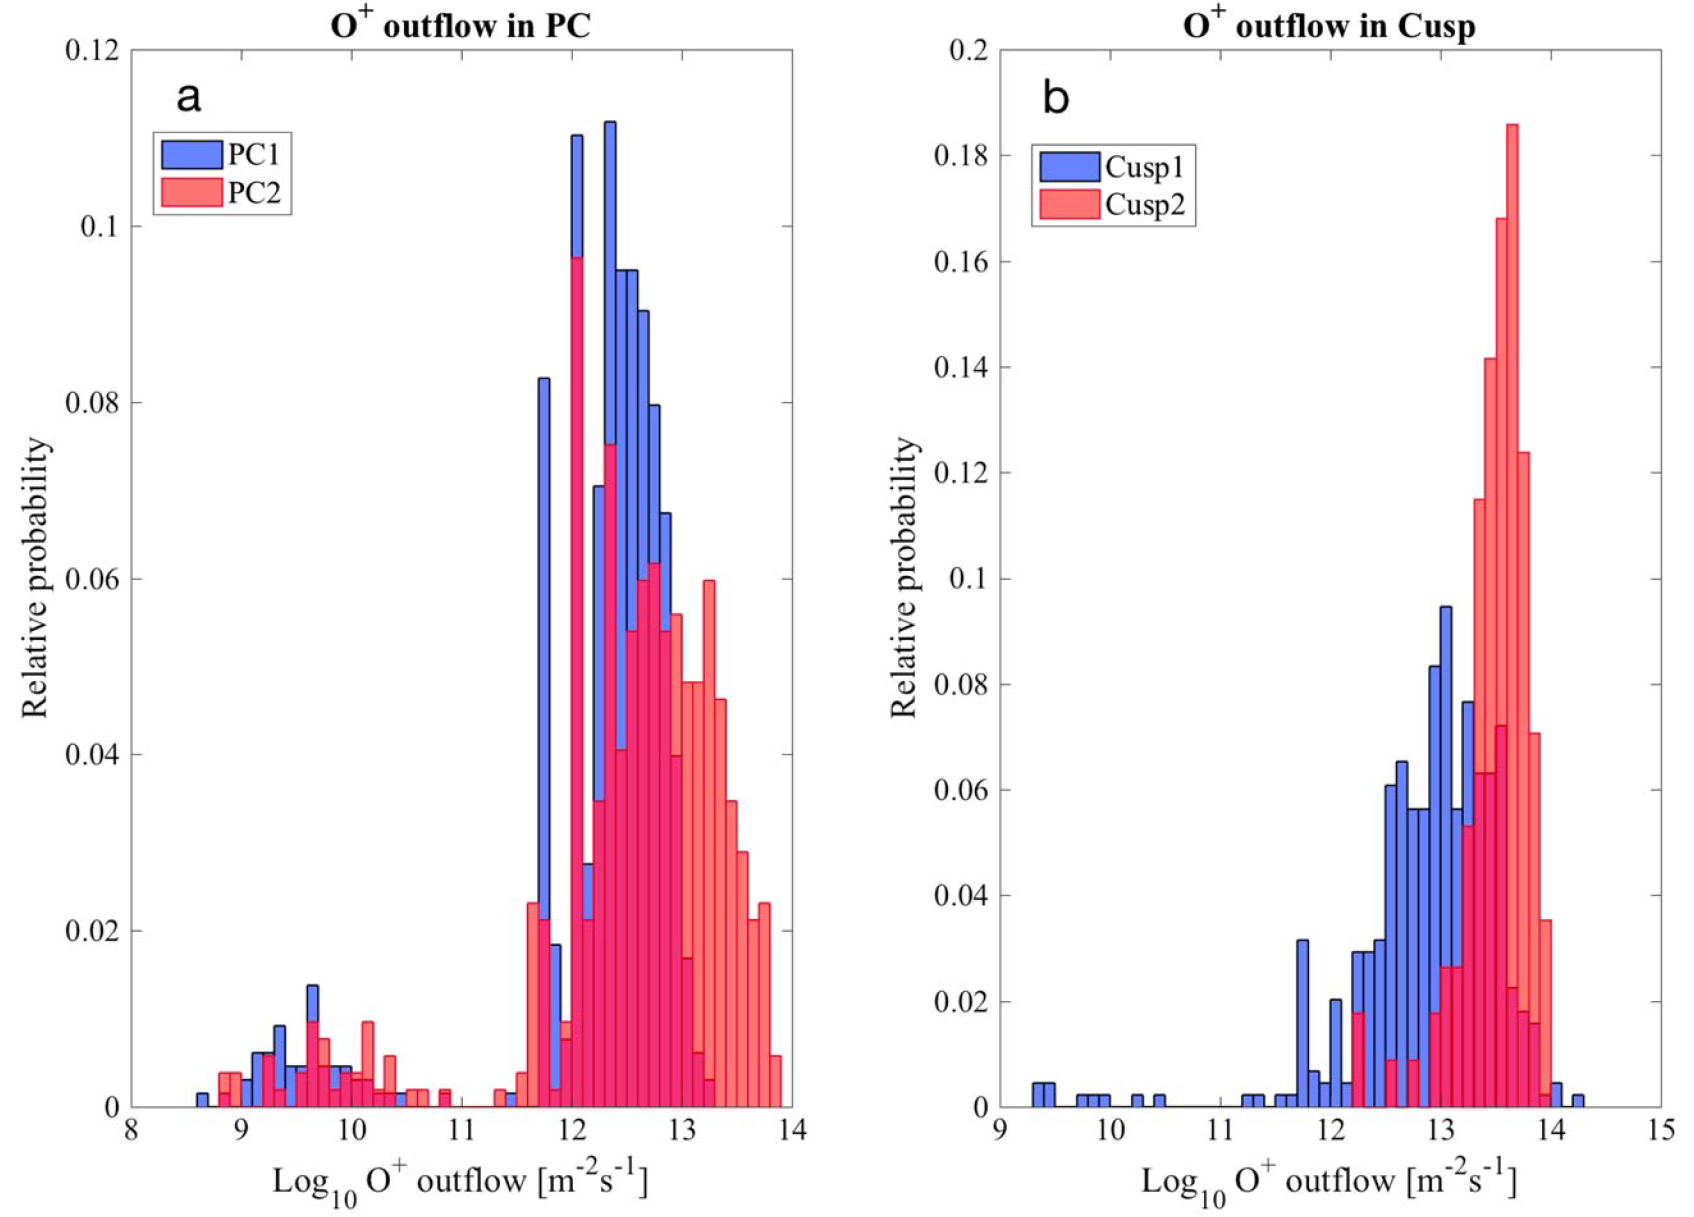 O⁺ outflow in PC
a
PC1
PC2
0.12
0.1
0.08
0.06
0.04
0.02
0
Relative probability
8 9 10 11 12 13 14
Log₁₀ O⁺ outflow [m⁻²s⁻¹]
O⁺ outflow in Cusp
b
Cusp1
Cusp2
0.2
0.18
0.16
0.14
0.12
0.1
0.08
0.06
0.04
0.02
0
Relative probability
9 10 11 12 13 14 15
Log₁₀ O⁺ outflow [m⁻²s⁻¹]